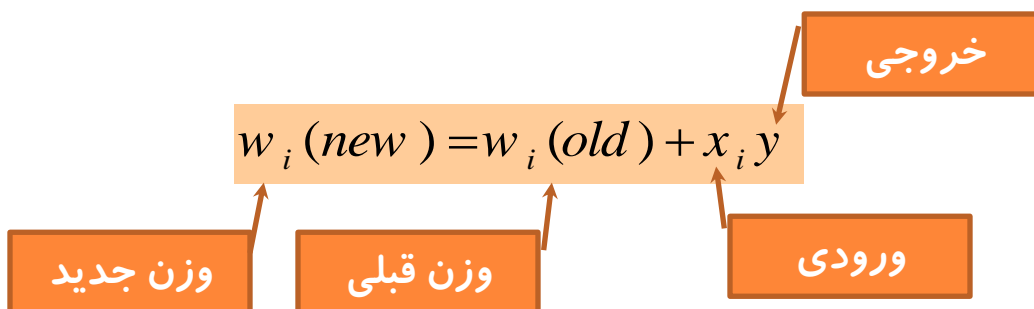 خروجی
w_i(new) = w_i(old) + x_i y
ورودی
وزن قبلی
وزن جدید